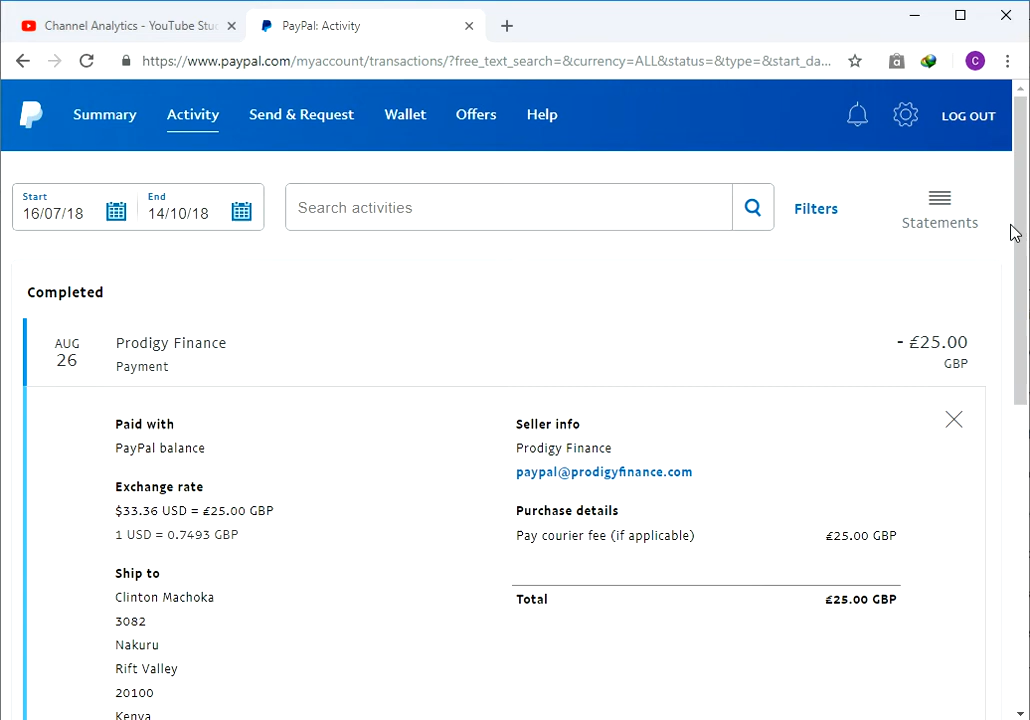 Channel Analytics - YouTube Stu
PayPal: Activity
https://www.paypal.com/myaccount/transactions/?free_text_search=&currency=ALL&status=&type=&start_da...
C
Summary Activity Send & Request Wallet Offers Help LOG OUT
Start End
16/07/18 14/10/18
Search activities
Filters
Statements
Completed
AUG
26
Prodigy Finance
Payment
- £25.00
GBP
Paid with
PayPal balance
Exchange rate
$33.36 USD = £25.00 GBP
1 USD = 0.7493 GBP
Ship to
Clinton Machoka
3082
Nakuru
Rift Valley
20100
Kenya
Seller info
Prodigy Finance
paypal@prodigyfinance.com
Purchase details
Pay courier fee (if applicable) £25.00 GBP
Total £25.00 GBP